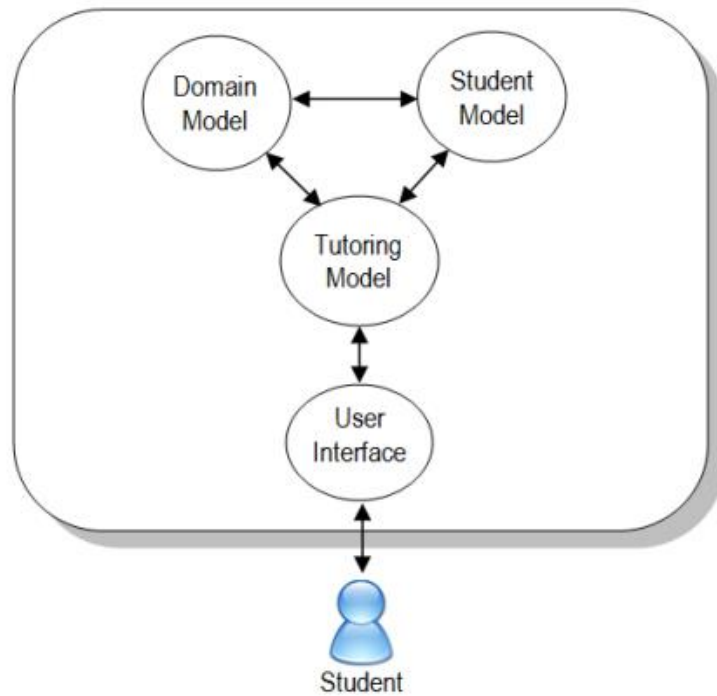 Domain
Model
Student
Model
Tutoring
Model
User
Interface
Student